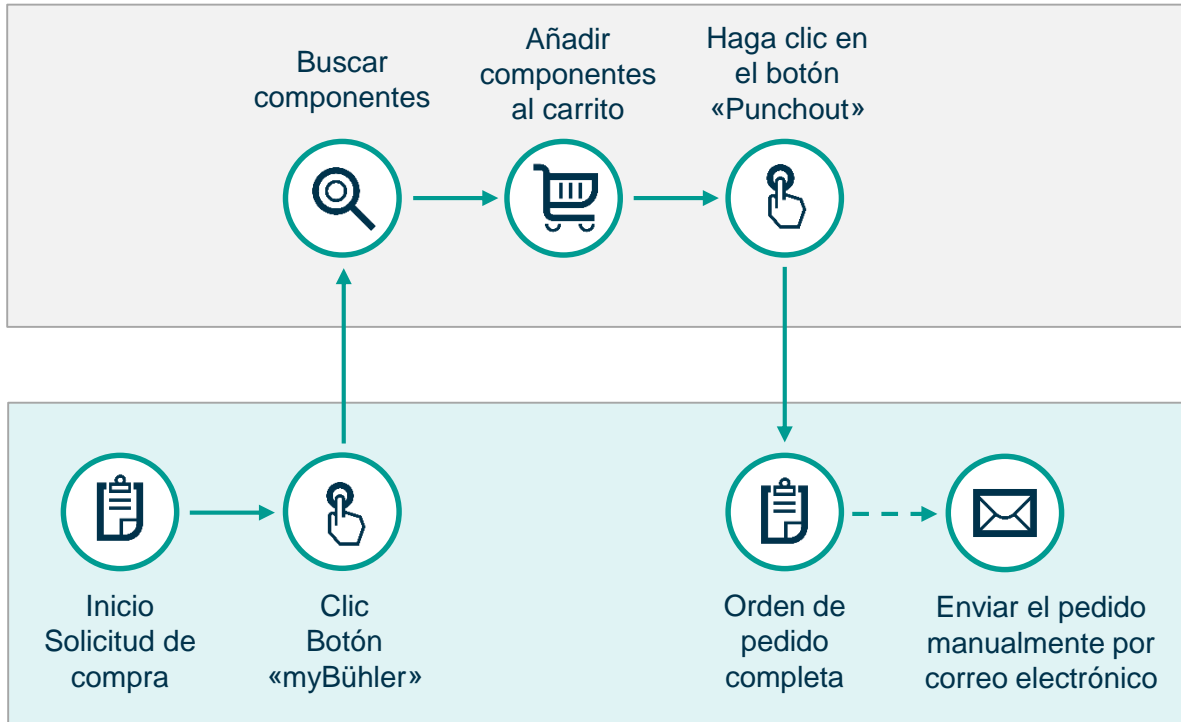 Buscar
componentes
Añadir
componentes
al carrito
Haga clic en
el botón
«Punchout»
Inicio
Solicitud de
compra
Clic
Botón
«myBühler»
Orden de
pedido
completa
Enviar el pedido
manualmente por
correo electrónico